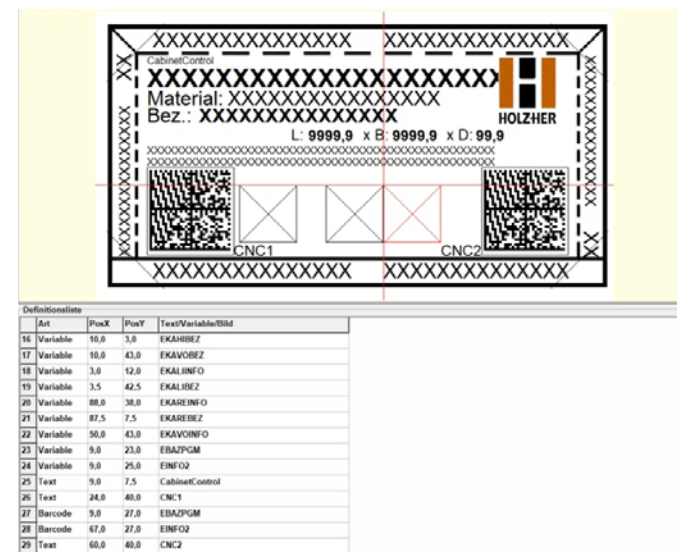 XXXXXXXXXXXXXXX XXXXXXXXXXXXXX
CabinetControl
XXXXXXXXXXXXXXXXXXXXXX
Material: XXXXXXXXXXXXXXXX
Bez.: XXXXXXXXXXXXXXX
HOLZHER
L: 9999,9 x B: 9999,9 x D: 99,9
CNC1
CNC2
XXXXXXXXXXXXXXX XXXXXXXXXXXXXX
Definitionsliste
Art PosX PosY Text/Variable/Bild
16 Variable 10,0 3,0 EKAHIBEZ
17 Variable 10,0 43,0 EKAVOBEZ
18 Variable 3,0 12,0 EKALIINFO
19 Variable 3,5 42,5 EKALIBEZ
20 Variable 88,0 38,0 EKAREINFO
21 Variable 87,5 7,5 EKAREBEZ
22 Variable 50,0 43,0 EKAVOINFO
23 Variable 9,0 23,0 EBAZPGM
24 Variable 9,0 25,0 EINFO2
25 Text 9,0 7,5 CabinetControl
26 Text 24,0 40,0 CNC1
27 Barcode 9,0 27,0 EBAZPGM
28 Barcode 67,0 27,0 EINFO2
29 Text 60,0 40,0 CNC2